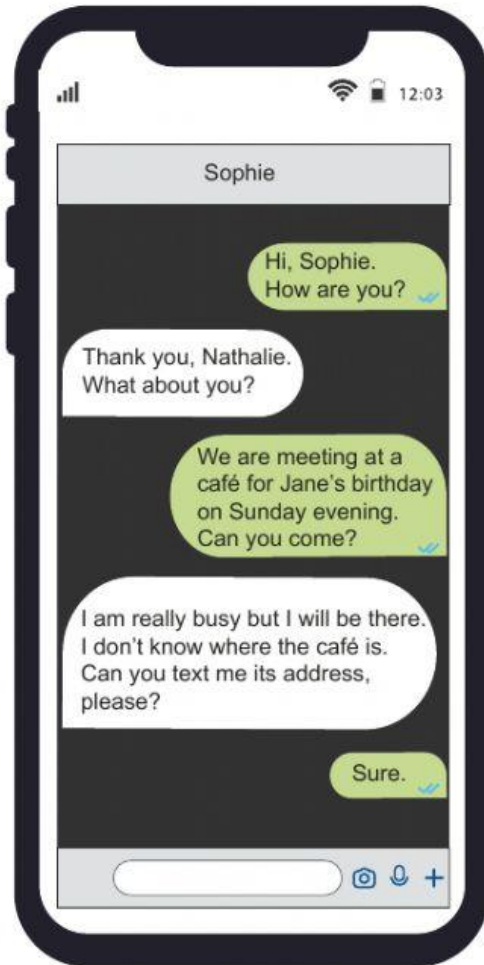 12:03
Sophie
Hi, Sophie.
How are you?
Thank you, Nathalie.
What about you?
We are meeting at a
café for Jane's birthday
on Sunday evening.
Can you come?
I am really busy but I will be there.
I don't know where the café is.
Can you text me its address,
please?
Sure.